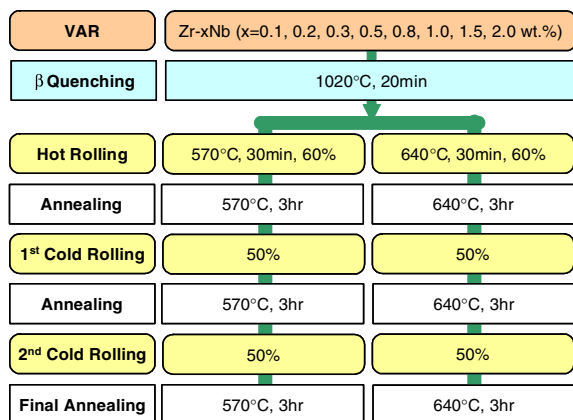 VAR Zr-xNb (x=0.1, 0.2, 0.3, 0.5, 0.8, 1.0, 1.5, 2.0 wt.%)
β Quenching 1020°C, 20min
Hot Rolling 570°C, 30min, 60% 640°C, 30min, 60%
Annealing 570°C, 3hr 640°C, 3hr
1st Cold Rolling 50% 50%
Annealing 570°C, 3hr 640°C, 3hr
2nd Cold Rolling 50% 50%
Final Annealing 570°C, 3hr 640°C, 3hr